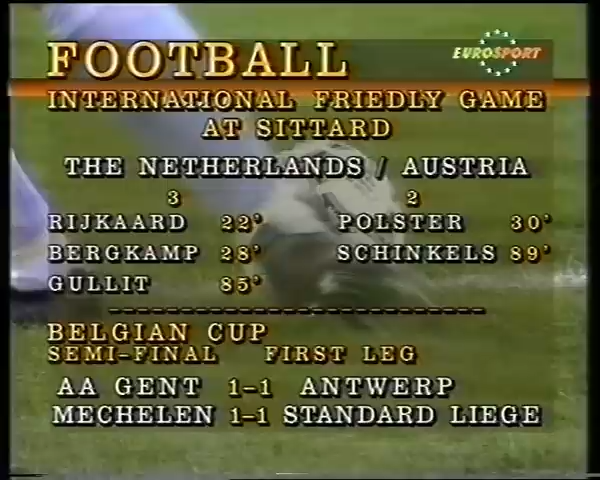 FOOTBALL
EUROSPORT
INTERNATIONAL FRIEDLY GAME
AT SITTARD
THE NETHERLANDS / AUSTRIA
3 2
RIJKAARD 22' POLSTER 30'
BERGKAMP 28' SCHINKELS 89'
GULLIT 85'
BELGIAN CUP
SEMI-FINAL FIRST LEG
AA GENT 1-1 ANTWERP
MECHELEN 1-1 STANDARD LIEGE